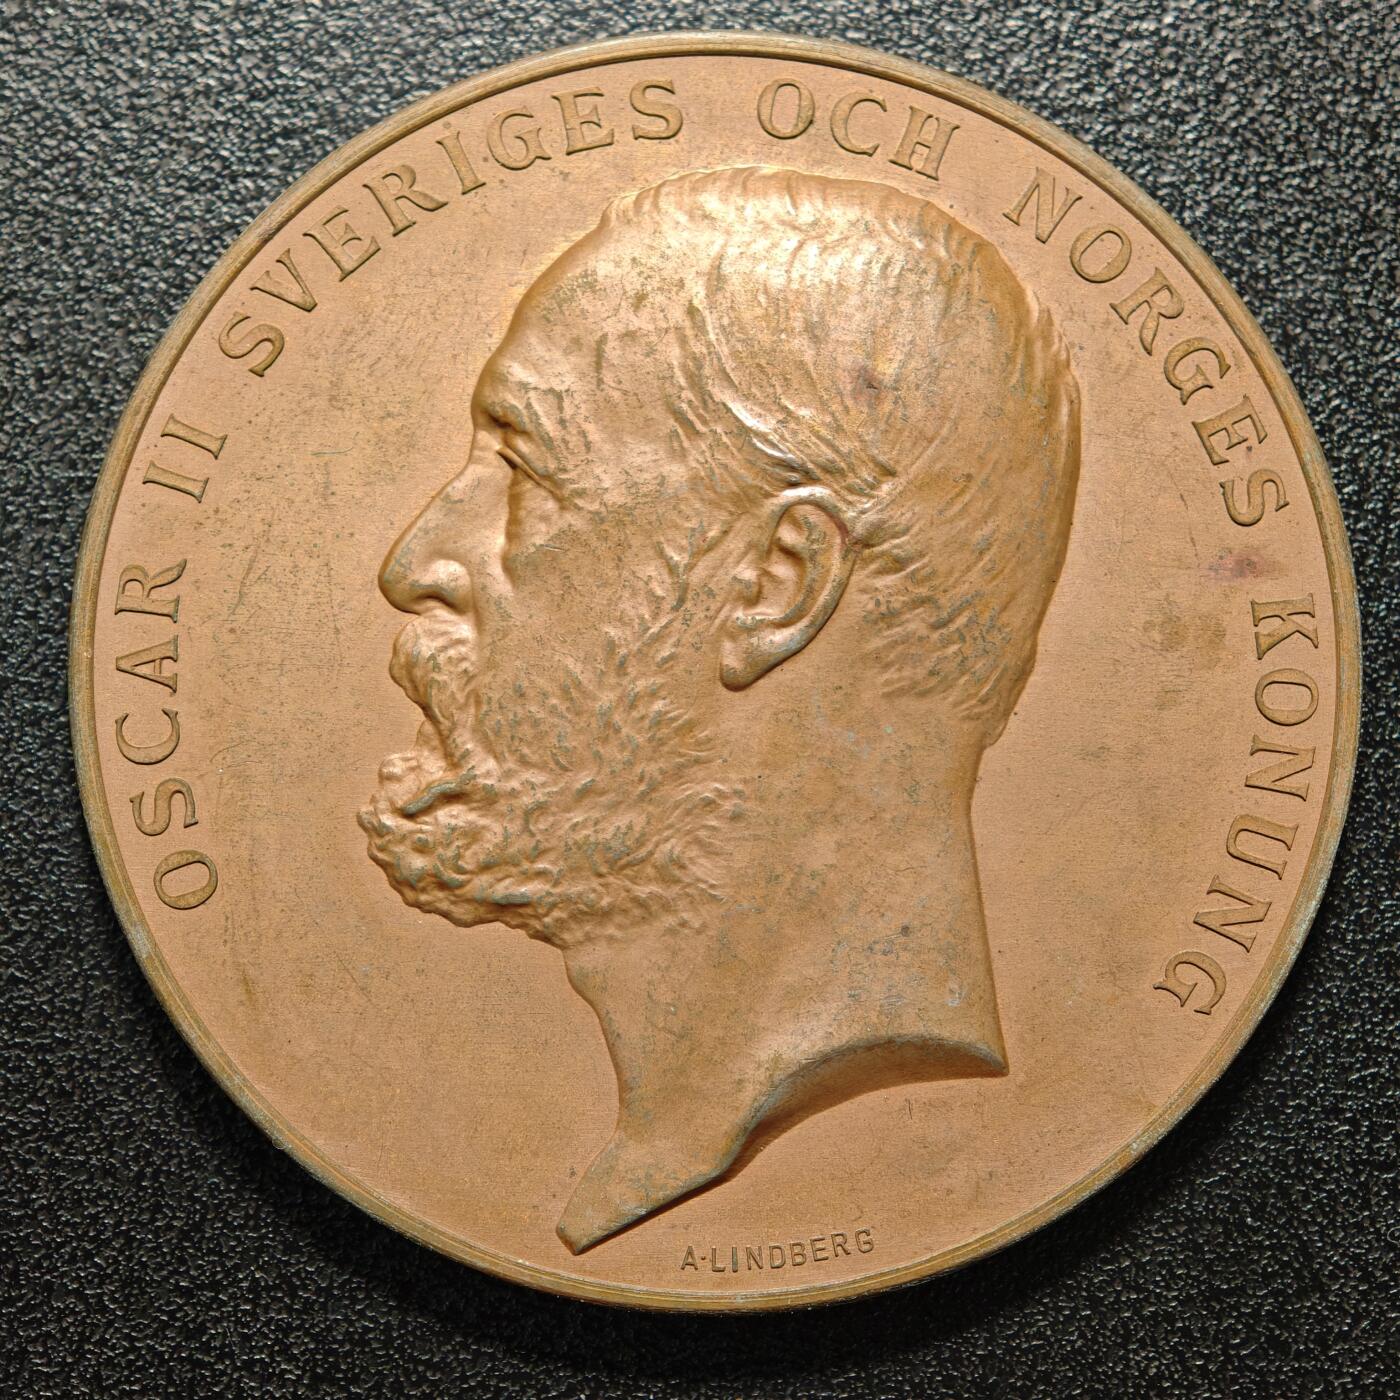 OSCAR II SVERIGES OCH NORGES KONUNG
A·LINDBERG